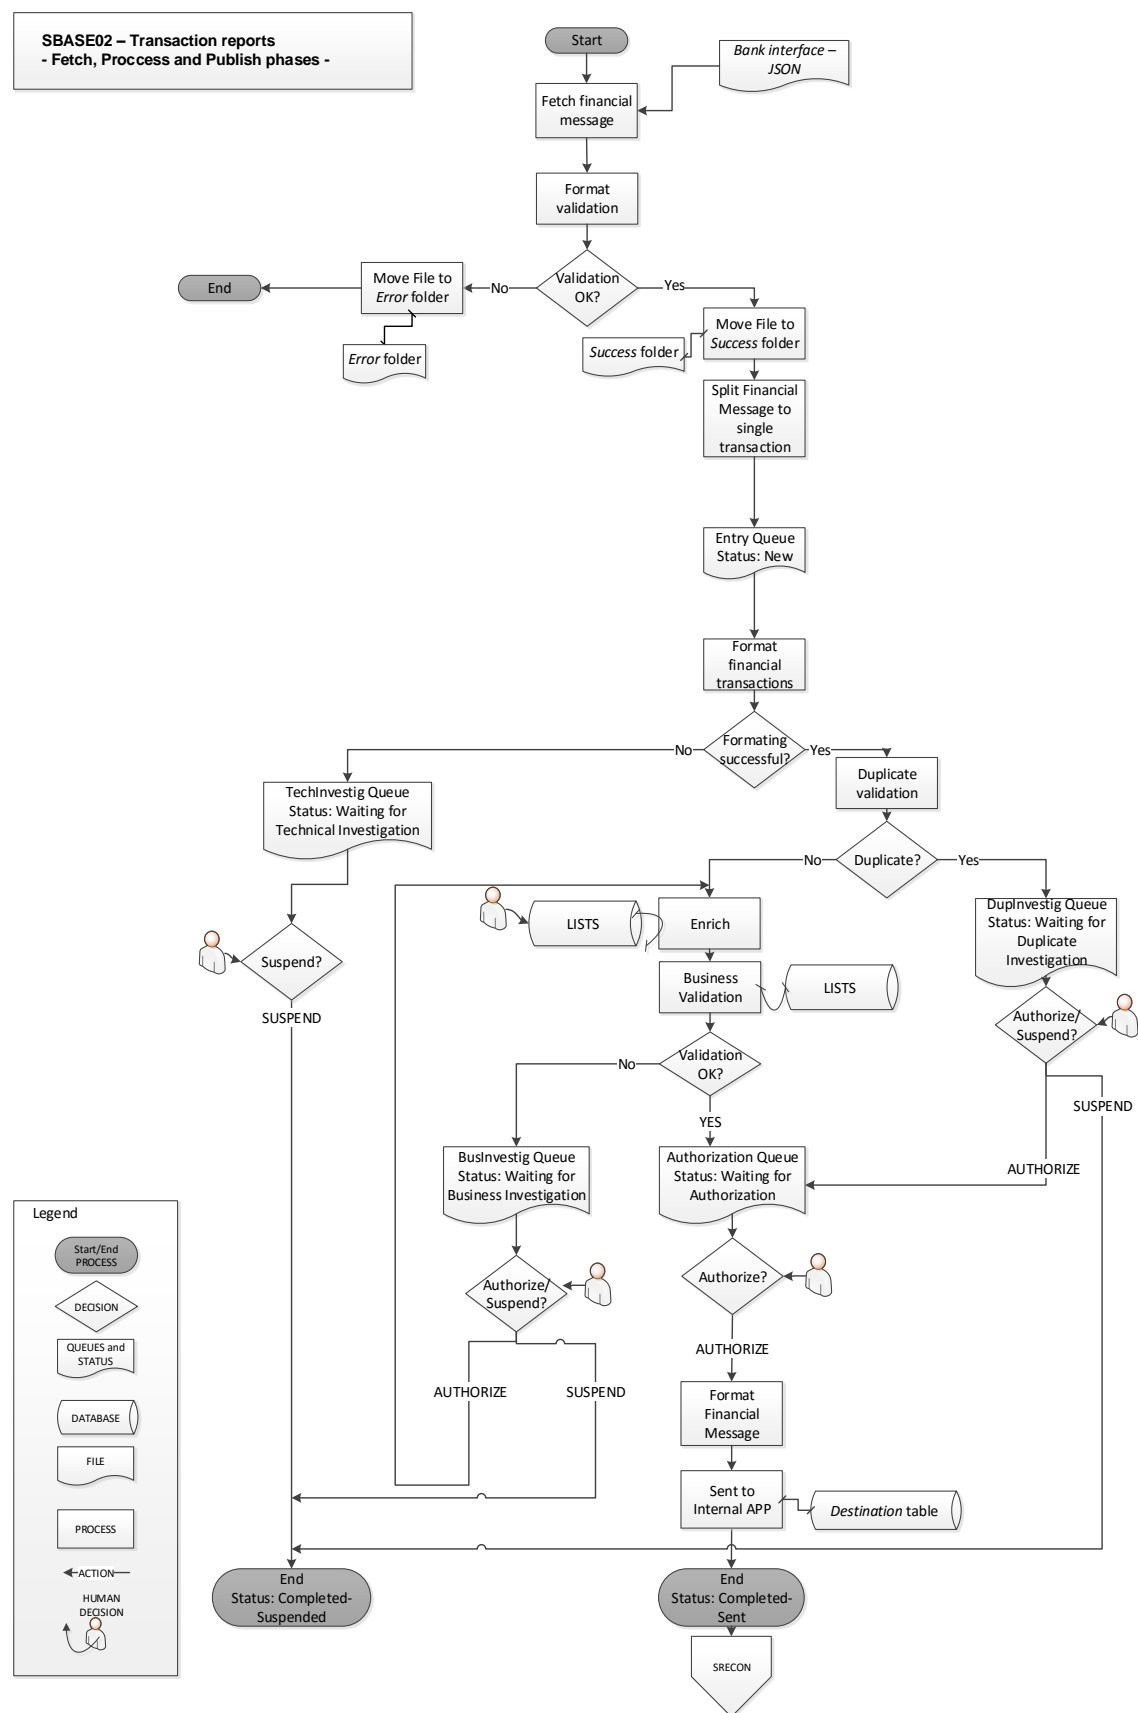 SBASE02 – Transaction reports
- Fetch, Proccess and Publish phases -
Start
Bank interface –
JSON
Fetch financial
message
Format
validation
Validation
OK?
No
Yes
Move File to
Error folder
End
Error folder
Move File to
Success folder
Success folder
Split Financial
Message to
single
transaction
Entry Queue
Status: New
Format
financial
transactions
Formating
successful?
No
Yes
Duplicate
validation
TechInvestig Queue
Status: Waiting for
Technical Investigation
Duplicate?
No
Yes
LISTS
Enrich
DupInvestig Queue
Status: Waiting for
Duplicate
Investigation
Suspend?
SUSPEND
Business
Validation
LISTS
Authorize/
Suspend?
Validation
OK?
No
YES
SUSPEND
AUTHORIZE
BusInvestig Queue
Status: Waiting for
Business Investigation
Authorization Queue
Status: Waiting for
Authorization
Authorize/
Suspend?
Authorize?
AUTHORIZE
AUTHORIZE
SUSPEND
Format
Financial
Message
Sent to
Internal APP
Destination table
End
Status: Completed-
Suspended
End
Status: Completed-
Sent
SRECON
Legend
Start/End
PROCESS
DECISION
QUEUES and
STATUS
DATABASE
FILE
PROCESS
ACTION
HUMAN
DECISION